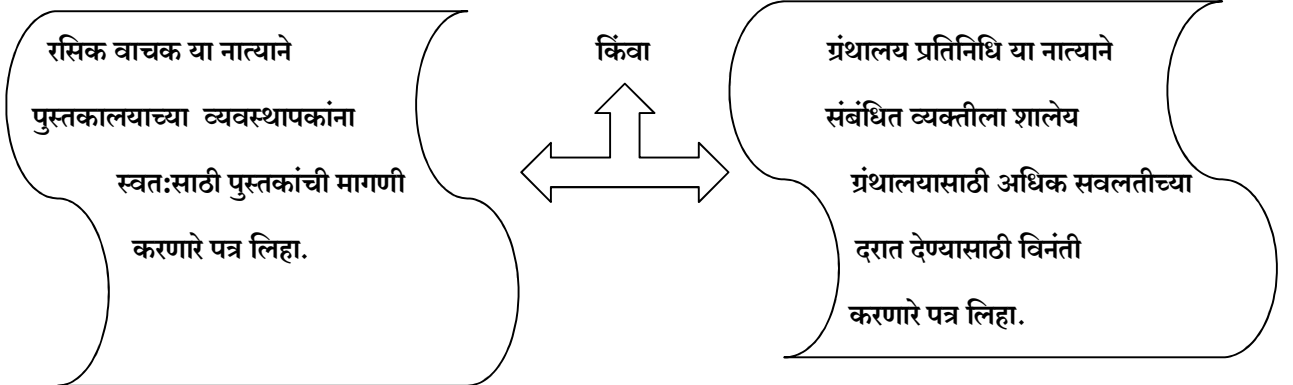 रसिक वाचक या नात्याने
पुस्तकालयाच्या व्यवस्थापकांना
स्वत:साठी पुस्तकांची मागणी
करणारे पत्र लिहा.
किंवा
ग्रंथालय प्रतिनिधि या नात्याने
संबंधित व्यक्तीला शालेय
ग्रंथालयासाठी अधिक सवलतीच्या
दरात देण्यासाठी विनंती
करणारे पत्र लिहा.